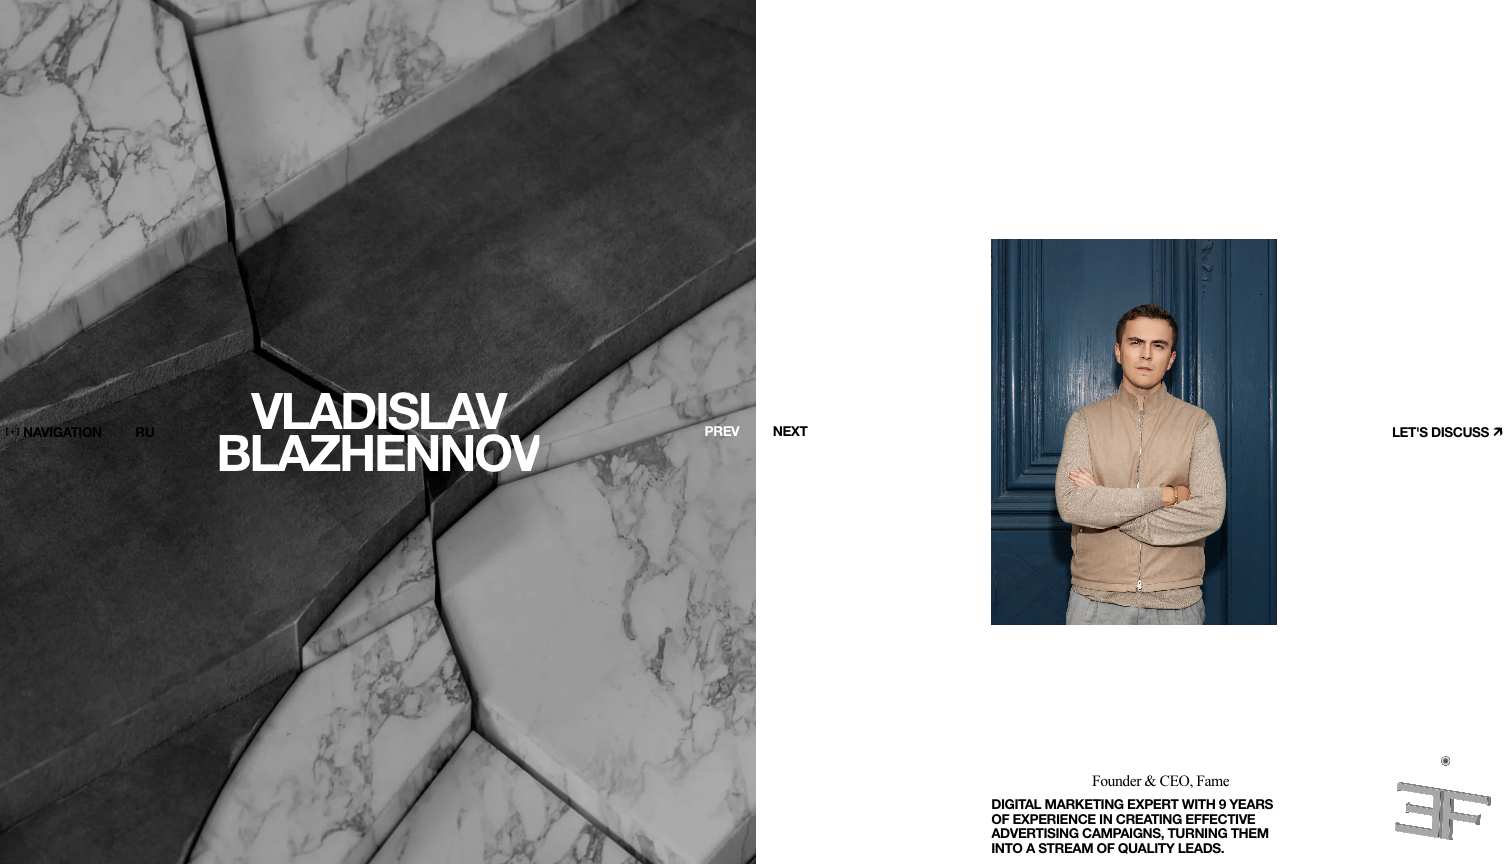 VLADISLAV
BLAZHENNOV
[+] NAVIGATION
RU
PREV
NEXT
LET'S DISCUSS ↗
Founder & CEO, Fame
DIGITAL MARKETING EXPERT WITH 9 YEARS
OF EXPERIENCE IN CREATING EFFECTIVE
ADVERTISING CAMPAIGNS, TURNING THEM
INTO A STREAM OF QUALITY LEADS.